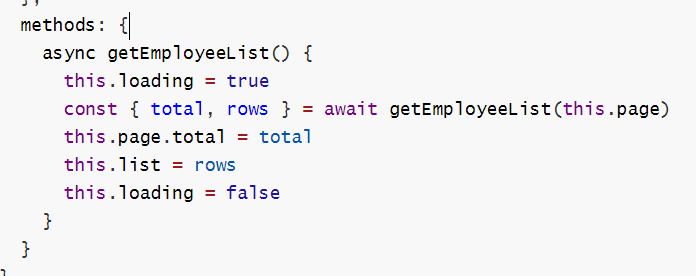 },
methods: {
async getEmployeeList() {
this.loading = true
const { total, rows } = await getEmployeeList(this.page)
this.page.total = total
this.list = rows
this.loading = false
}
}
}